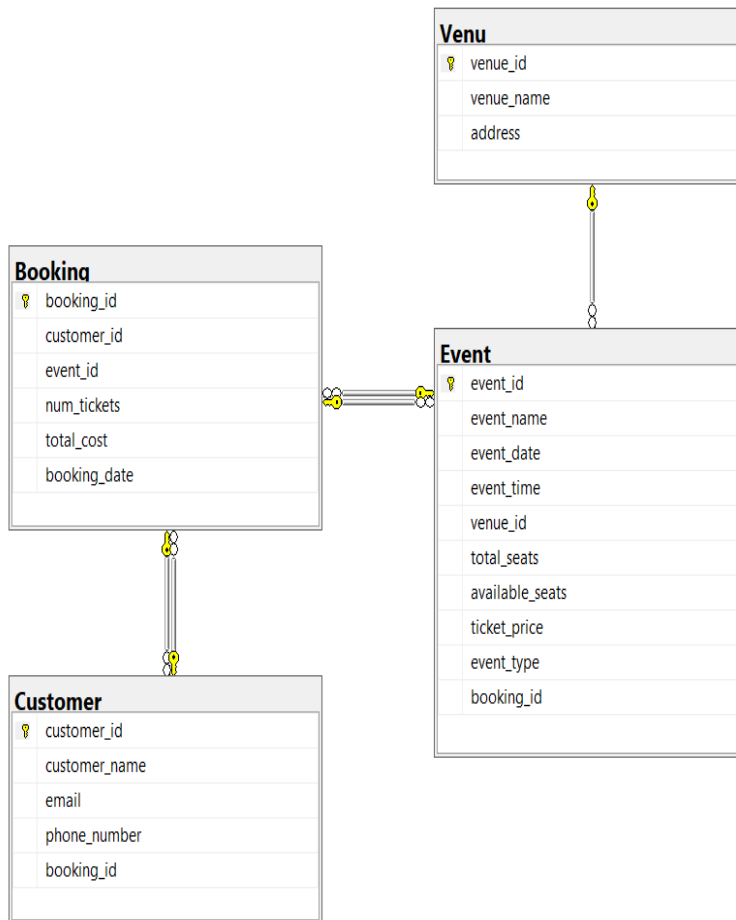 Venu
venue_id
venue_name
address
Booking
booking_id
customer_id
event_id
num_tickets
total_cost
booking_date
Event
event_id
event_name
event_date
event_time
venue_id
total_seats
available_seats
ticket_price
event_type
booking_id
Customer
customer_id
customer_name
email
phone_number
booking_id